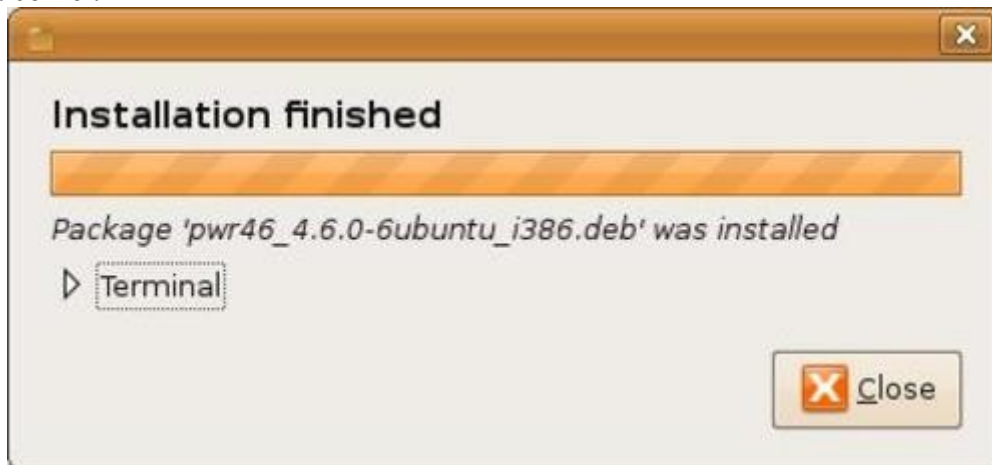 Installation finished
Package 'pwr46_4.6.0-6ubuntu_i386.deb' was installed
Terminal
Close